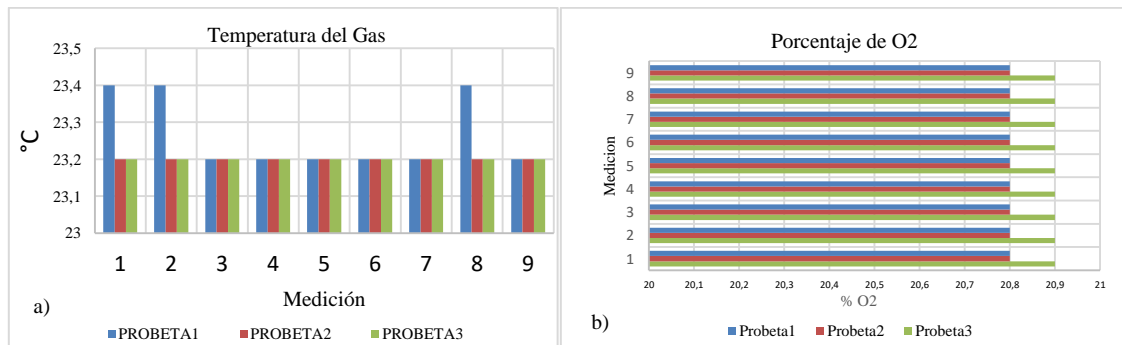 Temperatura del Gas
23,5
23,4
23,3
23,2
23,1
23
°C
1 2 3 4 5 6 7 8 9
Medición
a)
PROBETA1 PROBETA2 PROBETA3
Porcentaje de O2
9
8
7
6
5
4
3
2
1
Medicion
20 20,1 20,2 20,3 20,4 20,5 20,6 20,7 20,8 20,9 21
% O2
b)
Probeta1 Probeta2 Probeta3